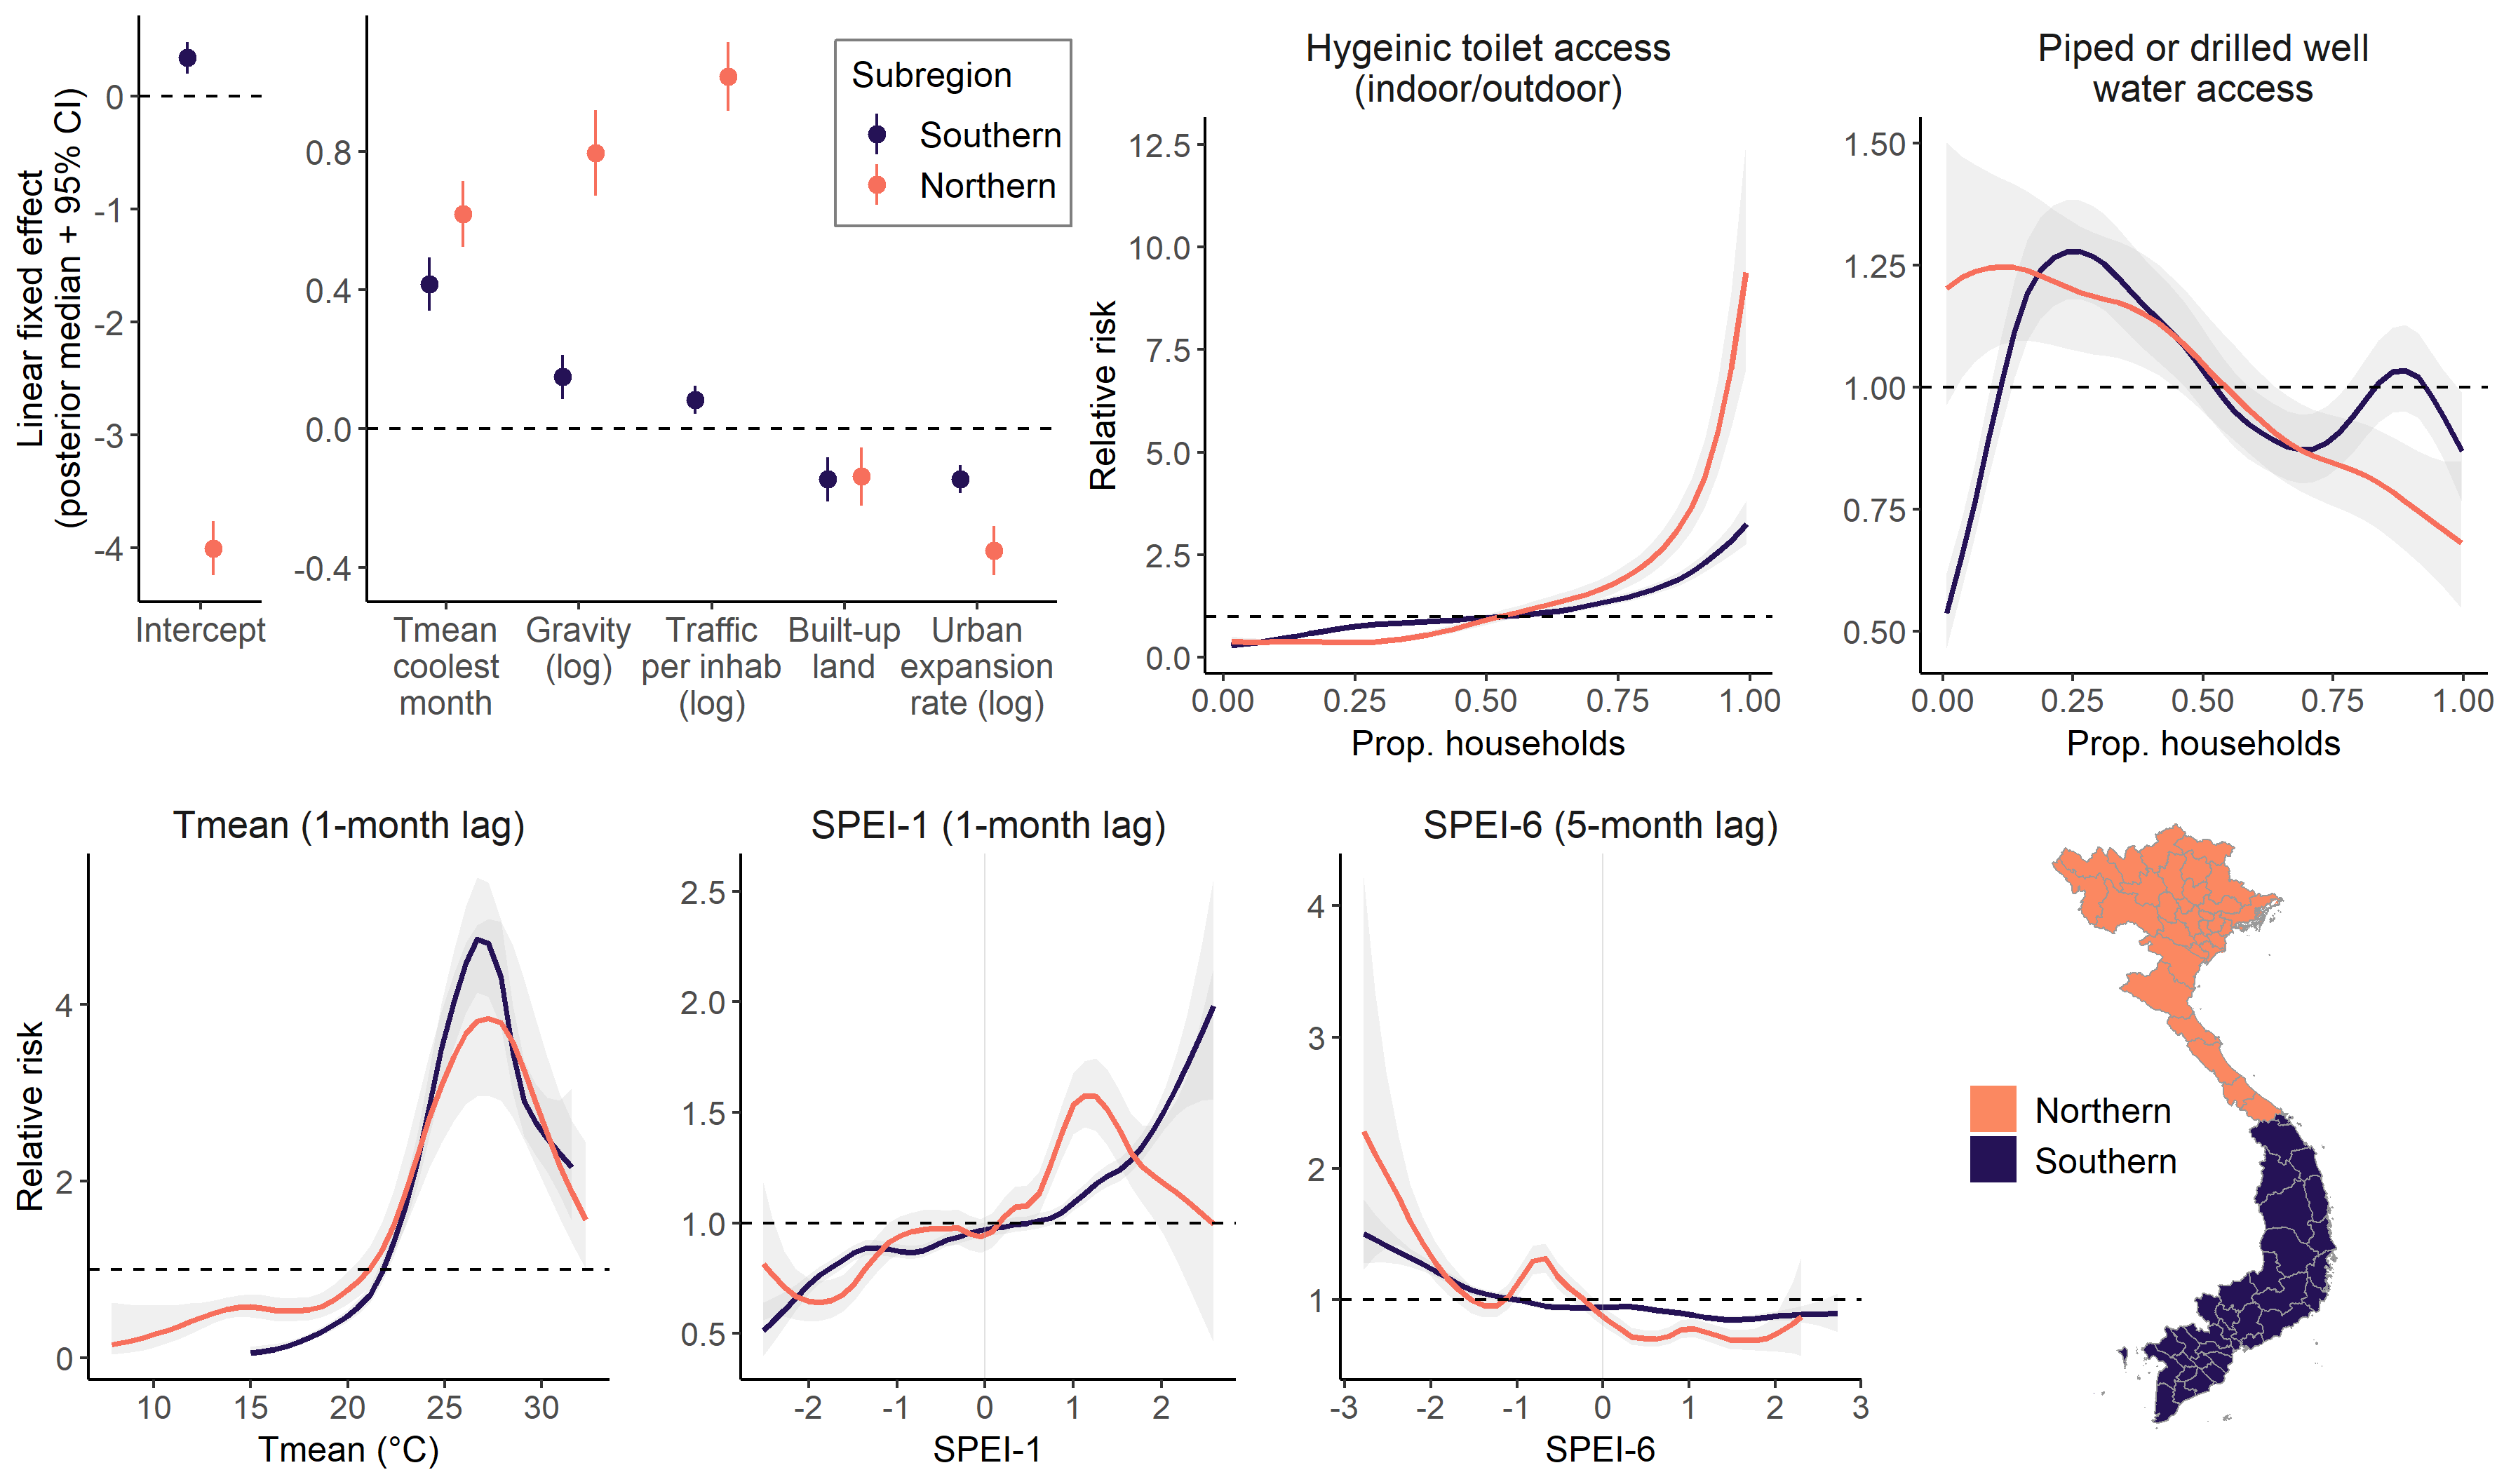 Linear fixed effect
(posterior median + 95% CI)
0
-1
-2
-3
-4
Intercept
0.8
0.4
0.0
-0.4
Tmean
coolest
month
Gravity
(log)
Traffic
per inhab
(log)
Built-up
land
Urban
expansion
rate (log)
Subregion
Southern
Northern
Hygeinic toilet access
(indoor/outdoor)
Relative risk
12.5
10.0
7.5
5.0
2.5
0.0
0.00 0.25 0.50 0.75 1.00
Prop. households
Piped or drilled well
water access
1.50
1.25
1.00
0.75
0.50
0.00 0.25 0.50 0.75 1.00
Prop. households
Tmean (1-month lag)
Relative risk
4
2
0
10 15 20 25 30
Tmean (°C)
SPEI-1 (1-month lag)
2.5
2.0
1.5
1.0
0.5
-2 -1 0 1 2
SPEI-1
SPEI-6 (5-month lag)
4
3
2
1
-3 -2 -1 0 1 2 3
SPEI-6
Northern
Southern